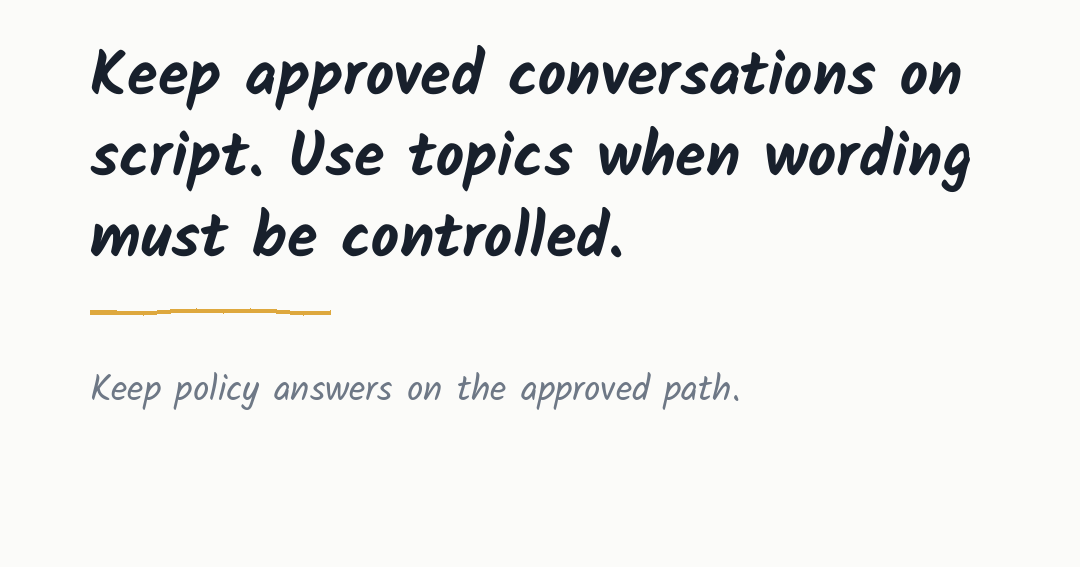 Keep approved conversations on
script. Use topics when wording
must be controlled.
Keep policy answers on the approved path.